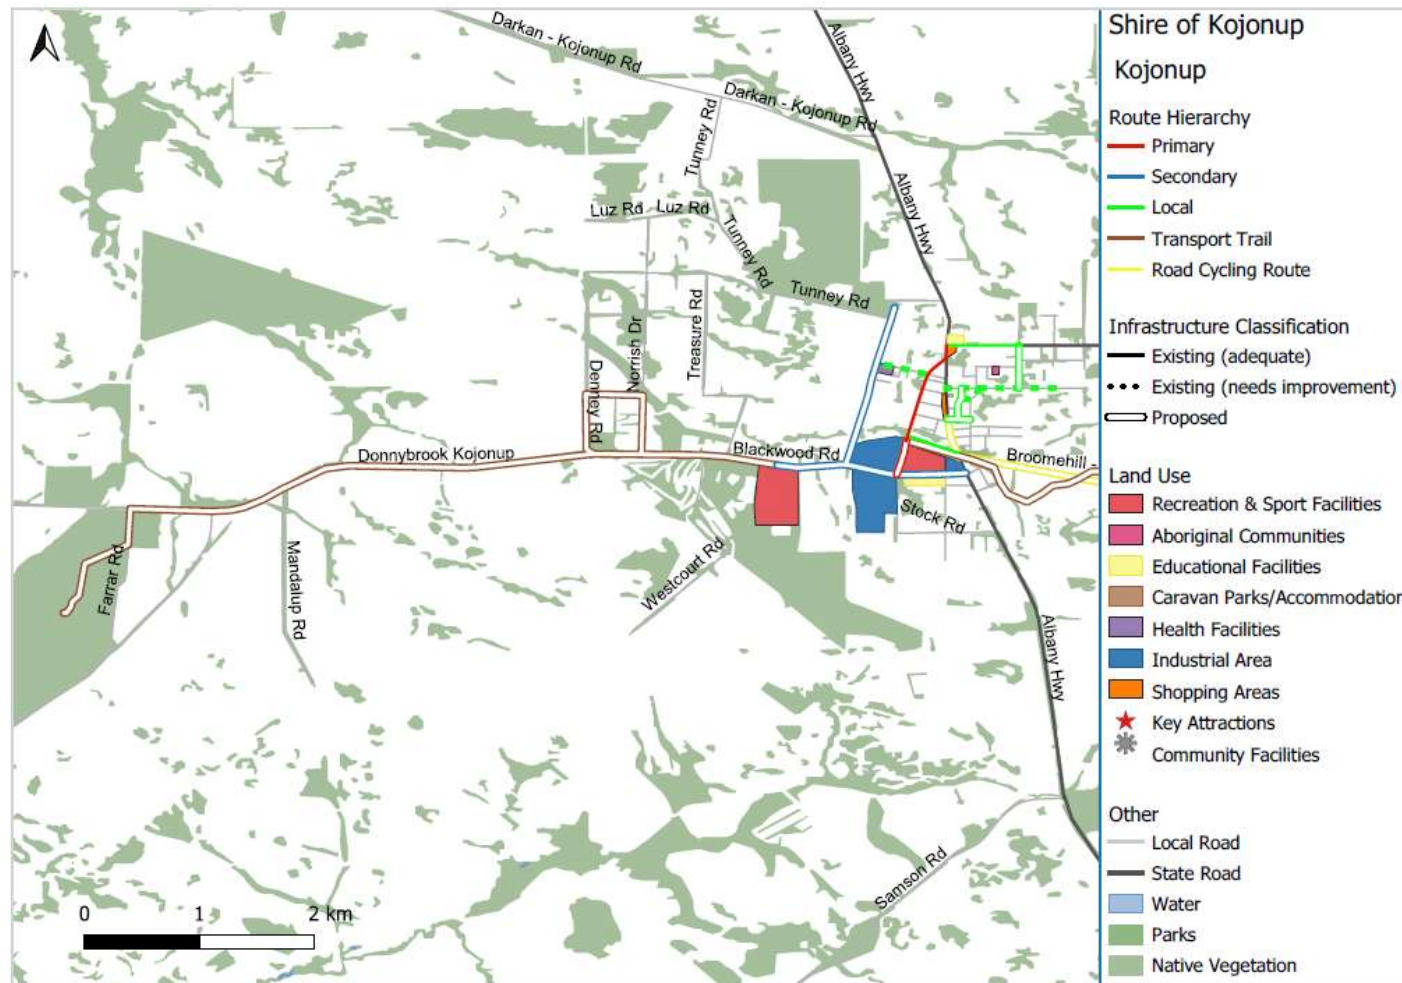 Darkan - Kojonup Rd
Albany Hwy
Darkan - Kojonup Rd
Tunney Rd
Albany Hwy
Luz Rd
Luz Rd
Tunney Rd
Tunney Rd
Treasure Rd
Norrish Dr
Denney Rd
Donnybrook Kojonup
Blackwood Rd
Broomehill -
Stock Rd
Farrar Rd
Mandalup Rd
Westcourt Rd
Albany Hwy
Samson Rd
0 1 2 km
Shire of Kojonup
Kojonup
Route Hierarchy
Primary
Secondary
Local
Transport Trail
Road Cycling Route
Infrastructure Classification
Existing (adequate)
Existing (needs improvement)
Proposed
Land Use
Recreation & Sport Facilities
Aboriginal Communities
Educational Facilities
Caravan Parks/Accommodation
Health Facilities
Industrial Area
Shopping Areas
Key Attractions
Community Facilities
Other
Local Road
State Road
Water
Parks
Native Vegetation